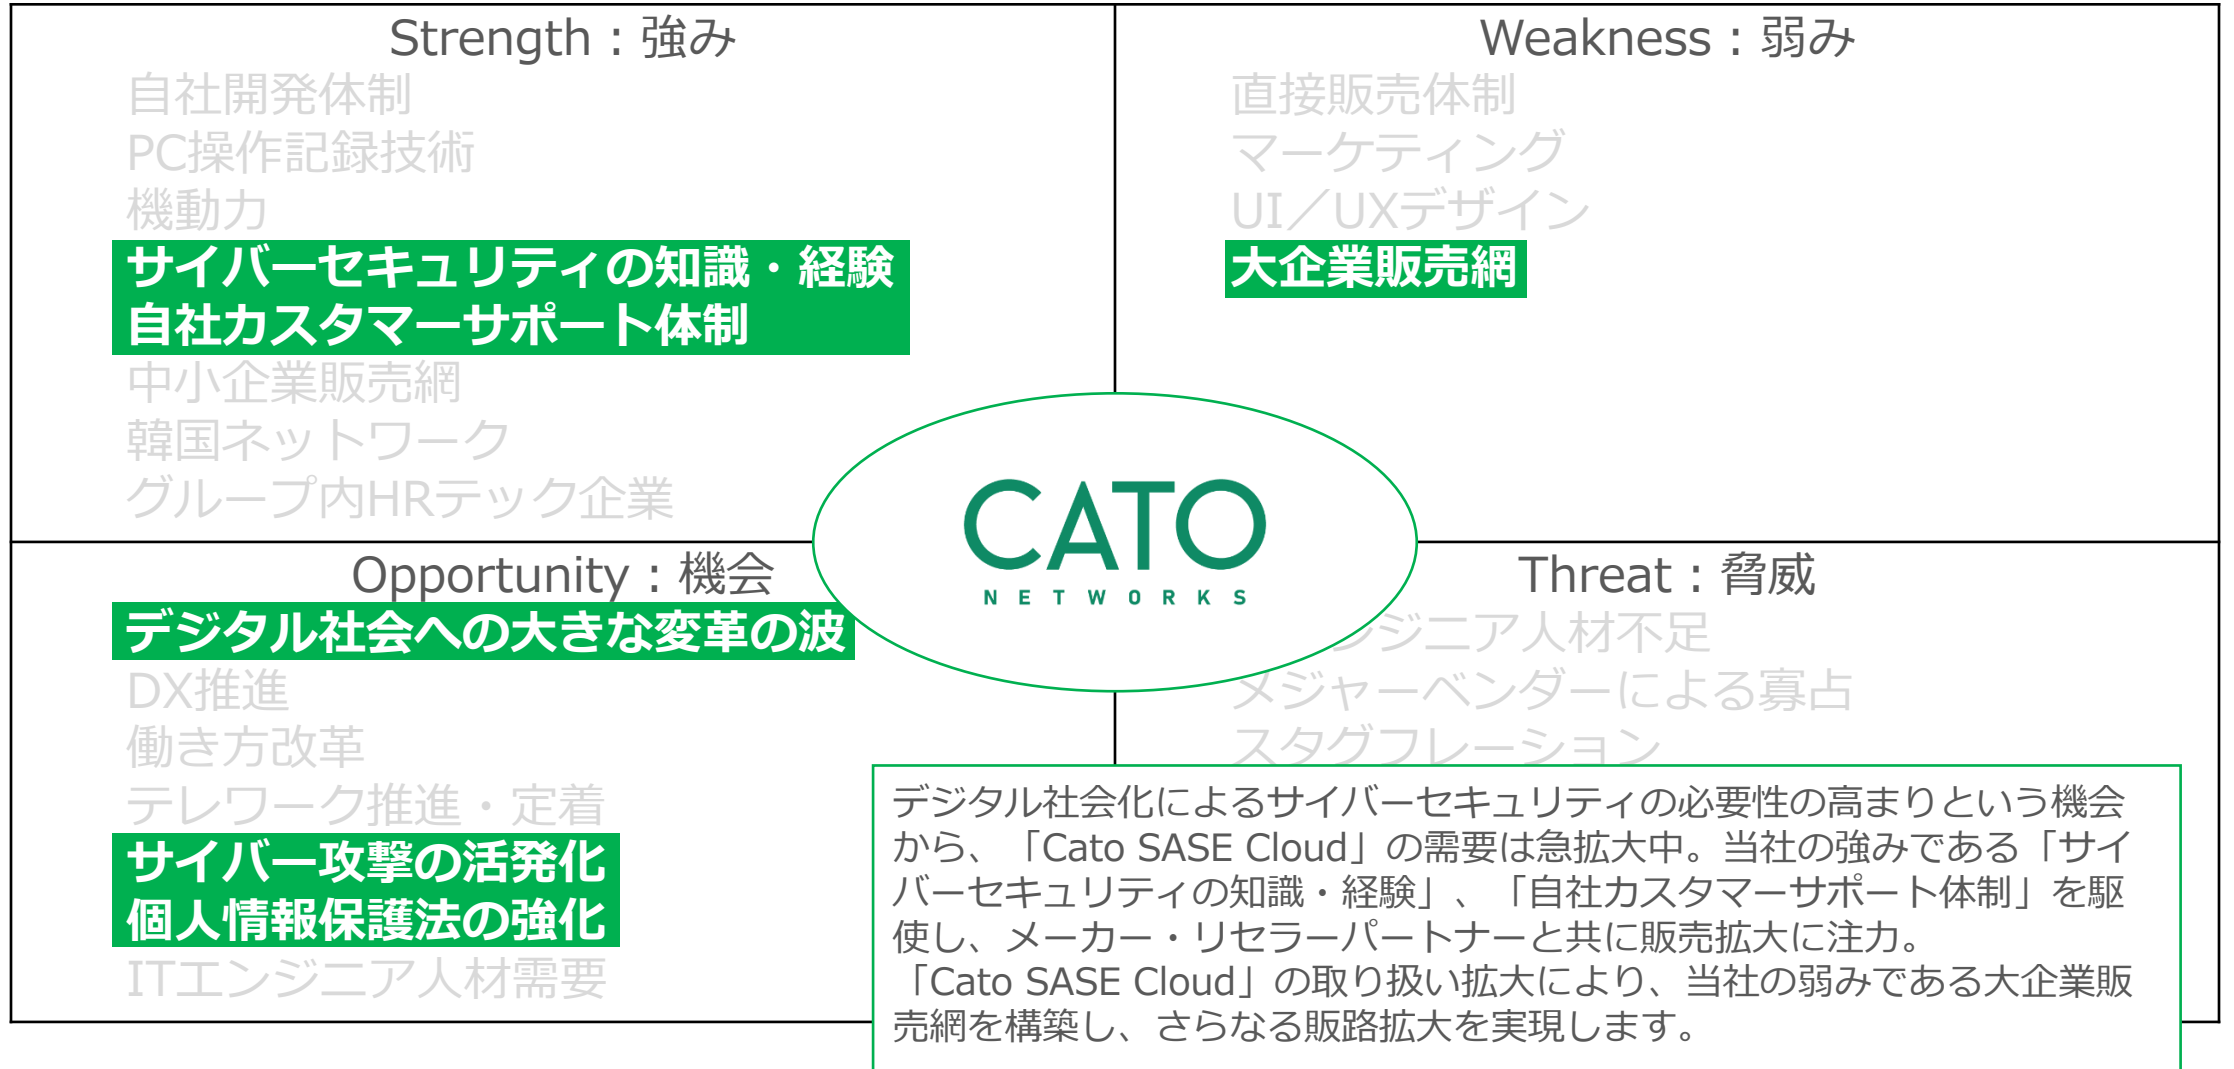 Strength：強み
自社開発体制
PC操作記録技術
機動力
サイバーセキュリティの知識・経験
自社カスタマーサポート体制
中小企業販売網
韓国ネットワーク
グループ内HRテック企業
Weakness：弱み
直接販売体制
マーケティング
UI／UXデザイン
大企業販売網
CATO
NETWORKS
Opportunity：機会
デジタル社会への大きな変革の波
DX推進
働き方改革
テレワーク推進・定着
サイバー攻撃の活発化
個人情報保護法の強化
ITエンジニア人材需要
Threat：脅威
ンジニア人材不足
メジャーベンダーによる寡占
スタグフレーション
デジタル社会化によるサイバーセキュリティの必要性の高まりという機会
から、「Cato SASE Cloud」の需要は急拡大中。当社の強みである「サイ
バーセキュリティの知識・経験」、「自社カスタマーサポート体制」を駆
使し、メーカー・リセラーパートナーと共に販売拡大に注力。
「Cato SASE Cloud」の取り扱い拡大により、当社の弱みである大企業販
売網を構築し、さらなる販路拡大を実現します。